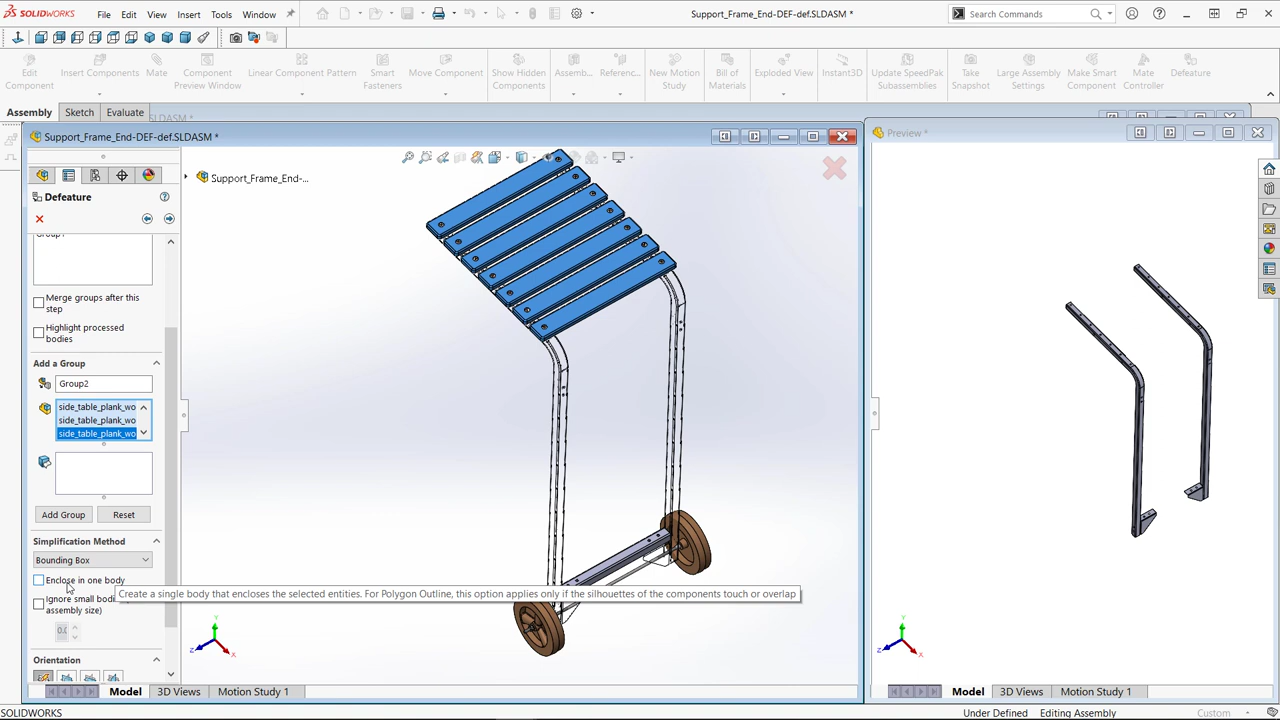 SOLIDWORKS
File Edit View Insert Tools Window
Support_Frame_End-DEF-def.SLDASM *
Search Commands
Edit Component
Insert Components
Mate
Component Preview Window
Linear Component Pattern
Smart Fasteners
Move Component
Show Hidden Components
Assemb...
Referenc...
New Motion Study
Bill of Materials
Exploded View
Instant3D
Update SpeedPak Subassemblies
Take Snapshot
Large Assembly Settings
Make Smart Component
Mate Controller
Defeature
Assembly Sketch Evaluate
SLDASM *
Support_Frame_End-DEF-def.SLDASM *
Preview *
Support_Frame_End-...
Defeature
Group1
Merge groups after this step
Highlight processed bodies
Add a Group
Group2
side_table_plank_wo
side_table_plank_wo
side_table_plank_wo
Add Group Reset
Simplification Method
Bounding Box
Enclose in one body
Create a single body that encloses the selected entities. For Polygon Outline, this option applies only if the silhouettes of the components touch or overlap
Ignore small bodi
assembly size)
Orientation
Y
Z
X
Y
Z
X
Model 3D Views Motion Study 1
Model 3D Views Motion Study 1
SOLIDWORKS
Under Defined Editing Assembly Custom